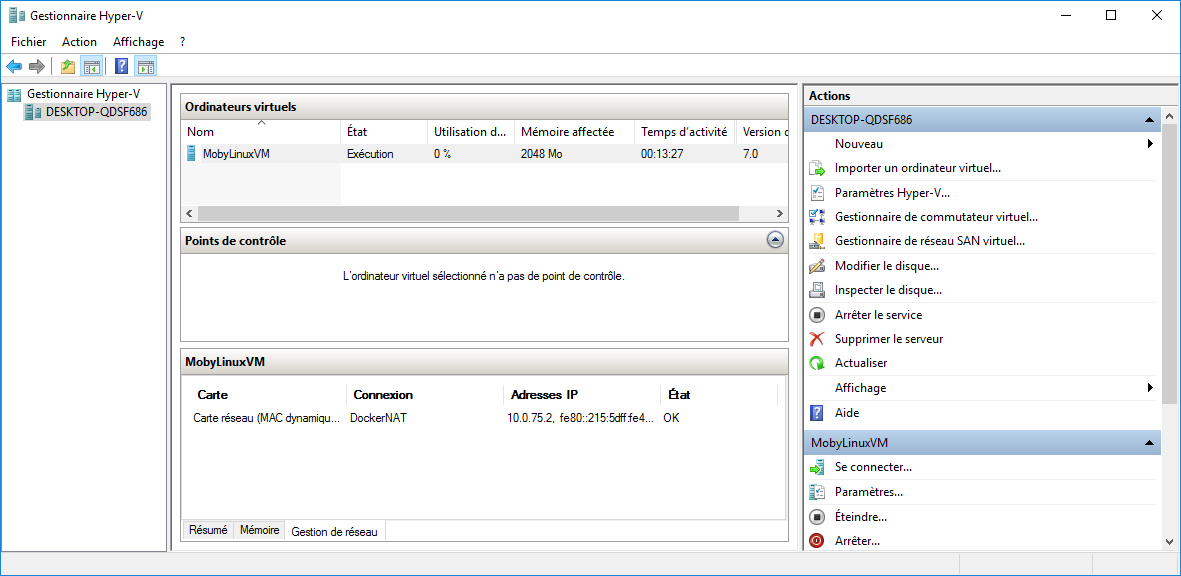 Gestionnaire Hyper-V
Fichier Action Affichage ?
Gestionnaire Hyper-V
DESKTOP-QDSF686
Ordinateurs virtuels
Nom État Utilisation d... Mémoire affectée Temps d'activité Version
MobyLinuxVM Exécution 0 % 2048 Mo 00:13:27 7.0
Points de contrôle
L'ordinateur virtuel sélectionné n'a pas de point de contrôle.
MobyLinuxVM
Carte Connexion Adresses IP État
Carte réseau (MAC dynamiqu... DockerNAT 10.0.75.2, fe80::215:5dff:fe4... OK
Résumé Mémoire Gestion de réseau
Actions
DESKTOP-QDSF686
Nouveau
Importer un ordinateur virtuel...
Paramètres Hyper-V...
Gestionnaire de commutateur virtuel...
Gestionnaire de réseau SAN virtuel...
Modifier le disque...
Inspecter le disque...
Arrêter le service
Supprimer le serveur
Actualiser
Affichage
Aide
MobyLinuxVM
Se connecter...
Paramètres...
Éteindre...
Arrêter...